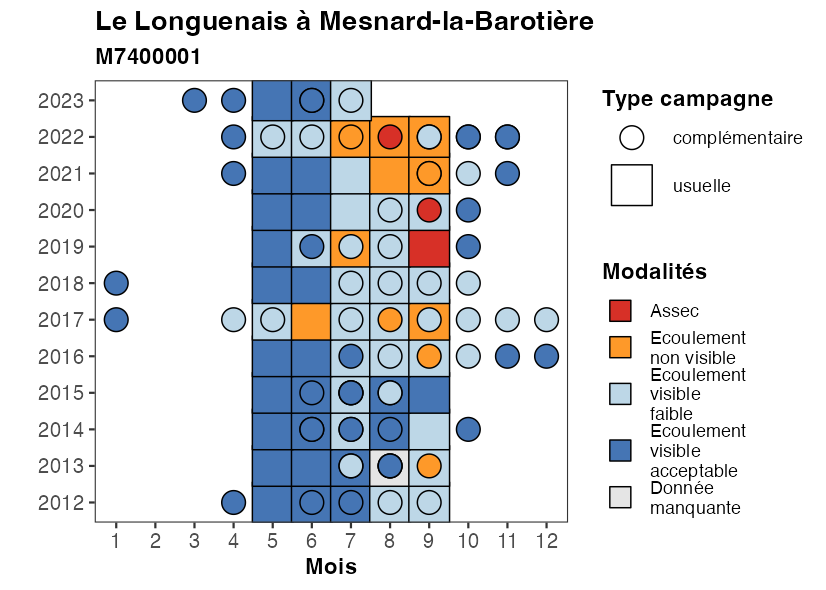 Le Longuenais à Mesnard-la-Barotière
M7400001
2023
2022
2021
2020
2019
2018
2017
2016
2015
2014
2013
2012
1 2 3 4 5 6 7 8 9 10 11 12
Mois
Type campagne
complémentaire
usuelle
Modalités
Assec
Ecoulement
non visible
Ecoulement
visible
faible
Ecoulement
visible
acceptable
Donnée
manquante